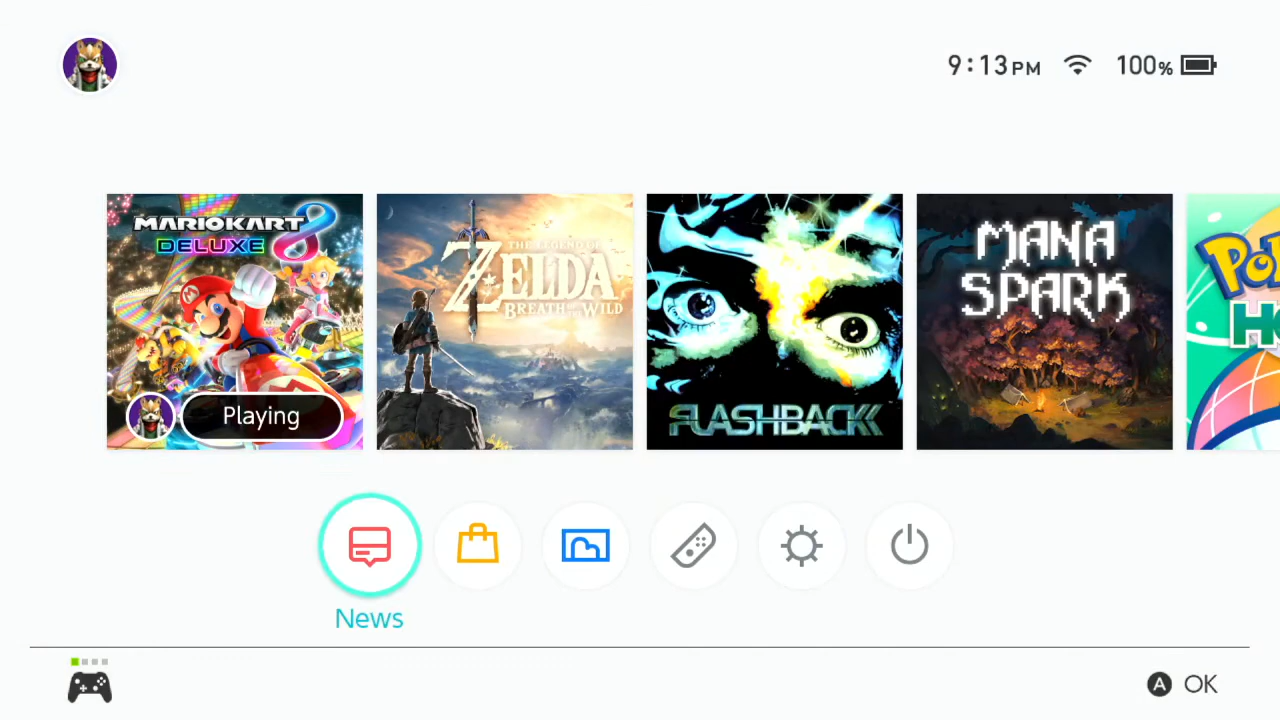 9:13PM 100%
MARIOKART 8
DELUXE
Playing
THE LEGEND OF
ZELDA
BREATH OF THE WILD
FLASHBACK
MANA
SPARK
News
A OK